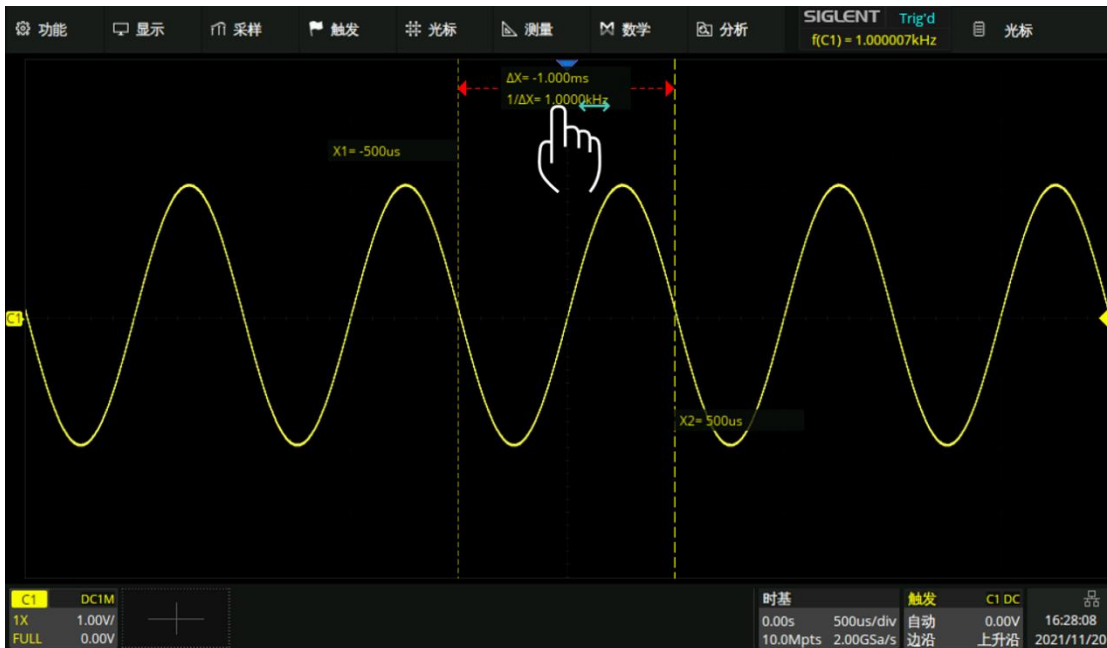 功能 显示 采样 触发 光标 测量 数学 分析 SIGLENT Trig'd 光标
f(C1) = 1.000007kHz
ΔX= -1.000ms
1/ΔX= 1.0000kHz
X1= -500us
C1
X2= 500us
C1 DC1M
1X 1.00V/
FULL 0.00V
时基
0.00s 500us/div
10.0Mpts 2.00GSa/s
触发 C1 DC
自动 0.00V
边沿 上升沿
16:28:08
2021/11/20